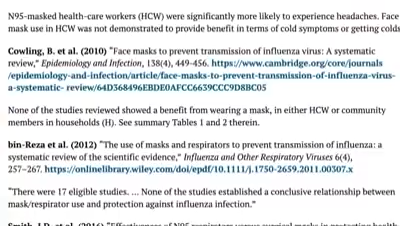 N95-masked health-care workers (HCW) were significantly more likely to experience headaches. Face
mask use in HCW was not demonstrated to provide benefit in terms of cold symptoms or getting colds
Cowling, B. et al. (2010) "Face masks to prevent transmission of influenza virus: A systematic
review," Epidemiology and Infection, 138(4), 449-456. https://www.cambridge.org/core/journals
/epidemiology-and-infection/article/face-masks-to-prevent-transmission-of-influenza-virus-
a-systematic- review/64D368496EBDE0AFCC6639CCC9D8BC05
None of the studies reviewed showed a benefit from wearing a mask, in either HCW or community
members in households (H). See summary Tables 1 and 2 therein.
bin-Reza et al. (2012) "The use of masks and respirators to prevent transmission of influenza: a
systematic review of the scientific evidence," Influenza and Other Respiratory Viruses 6(4),
257–267. https://onlinelibrary.wiley.com/doi/epdf/10.1111/j.1750-2659.2011.00307.x
"There were 17 eligible studies. ... None of the studies established a conclusive relationship between
mask/respirator use and protection against influenza infection."